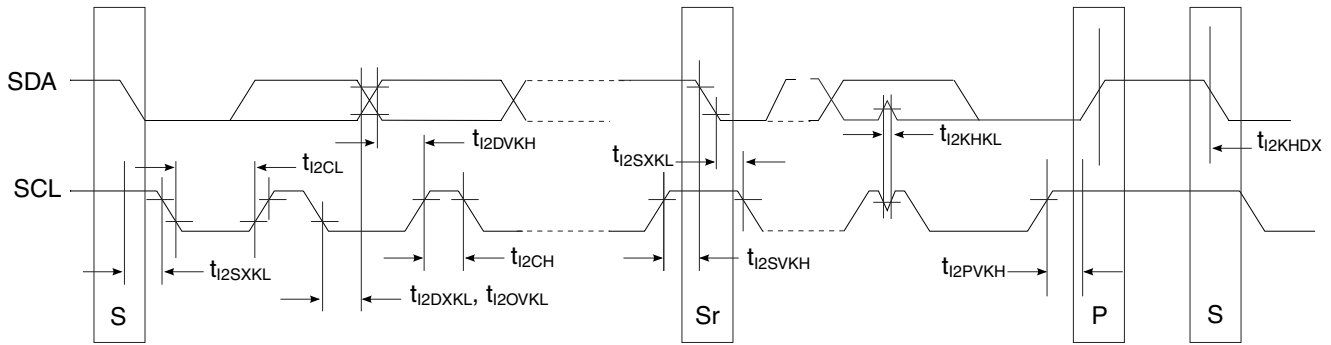 SDA
SCL
tI2DVKH
tI2CL
tI2SXKL
tI2KHKL
tI2KHDX
tI2SXKL
tI2CH
tI2DXKL, tI2OVKL
tI2SVKH
tI2PVKH
S
Sr
P
S